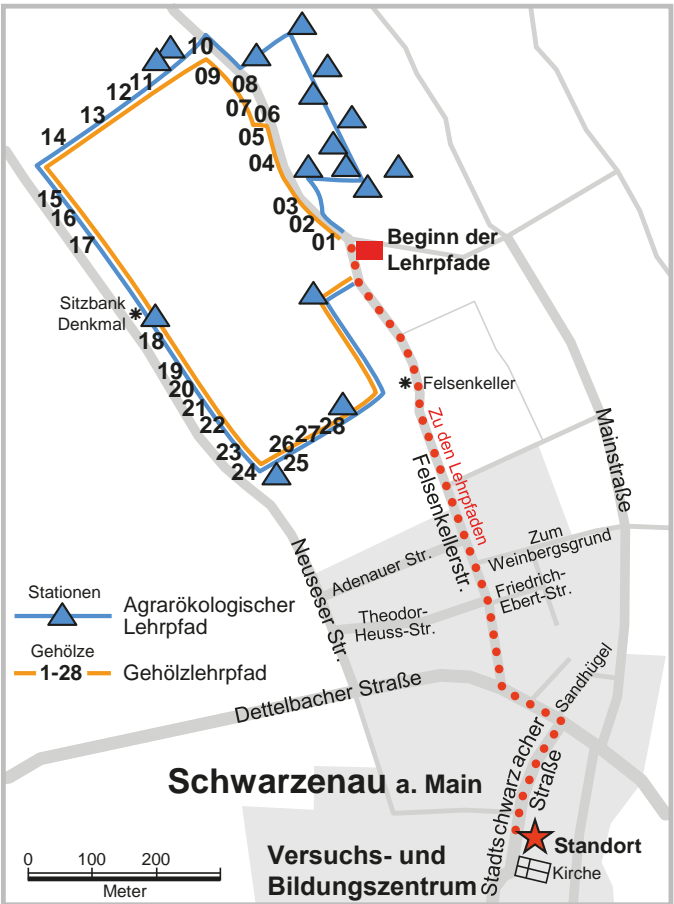 10
09
11
12
13
14
08
07
06
05
04
03
02
01
Beginn der
Lehrpfade
15
16
17
Sitzbank
Denkmal
18
19
20
21
22
23
24
25
26
27
28
Felsenkeller
Zu den Lehrpfaden
Felsenkellerstr.
Mainstraße
Zum
Weinbergsgrund
Adenauer Str.
Friedrich-
Ebert-Str.
Theodor-
Heuss-Str.
Neuseser Str.
Stationen
Agrarökologischer
Lehrpfad
Gehölze
1-28
Gehölzlehrpfad
Dettelbacher Straße
Sandhügel
Stadtschwarzacher
Straße
Schwarzenau a. Main
Standort
Kirche
Versuchs- und
Bildungszentrum
0 100 200
Meter